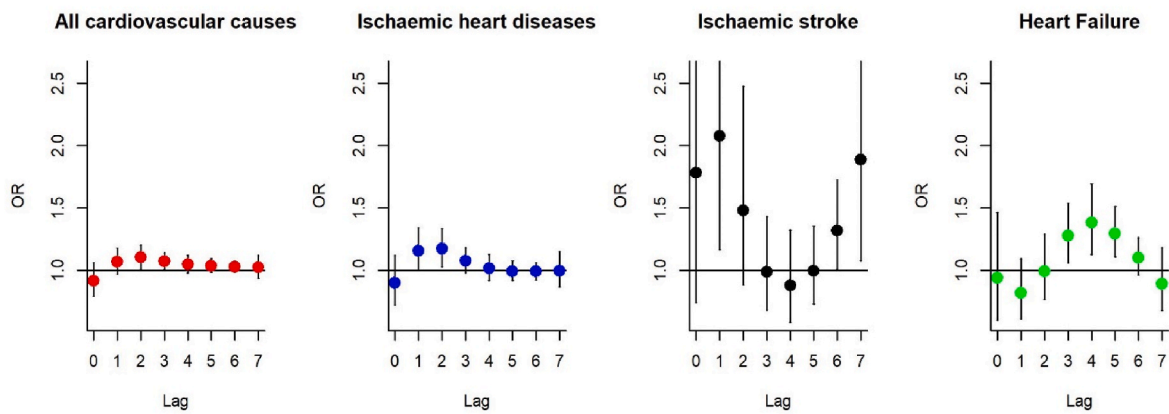 All cardiovascular causes
OR
2.5
2.0
1.5
1.0
0 1 2 3 4 5 6 7
Lag
Ischaemic heart diseases
OR
2.5
2.0
1.5
1.0
0 1 2 3 4 5 6 7
Lag
Ischaemic stroke
OR
2.5
2.0
1.5
1.0
0 1 2 3 4 5 6 7
Lag
Heart Failure
OR
2.5
2.0
1.5
1.0
0 1 2 3 4 5 6 7
Lag